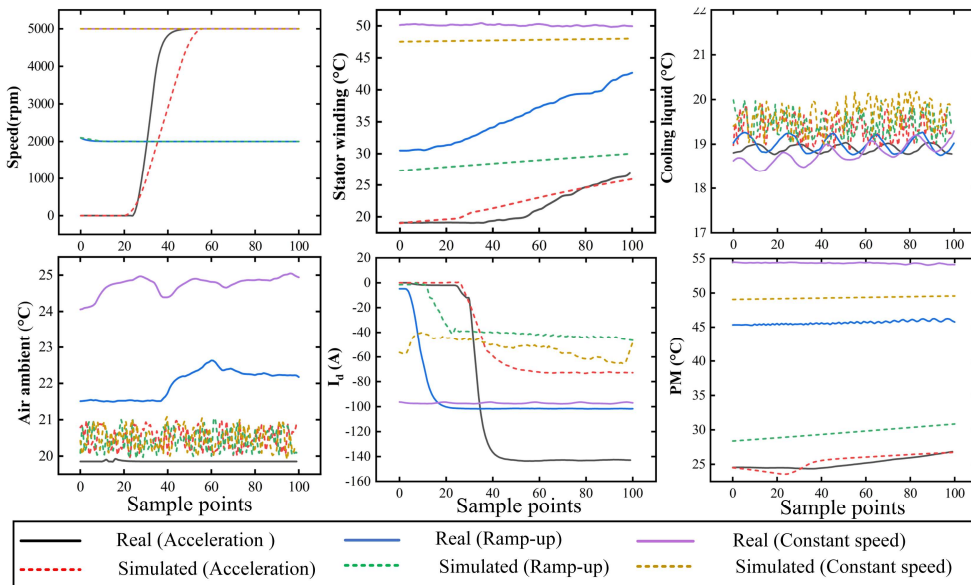 Speed(rpm)
5000
4000
3000
2000
1000
0
0 20 40 60 80 100
Stator winding (°C)
50
45
40
35
30
25
20
0 20 40 60 80 100
Cooling liquid (°C)
22
21
20
19
18
17
0 20 40 60 80 100
Air ambient (°C)
25
24
23
22
21
20
0 20 40 60 80 100
Sample points
I_d (A)
20
0
-20
-40
-60
-80
-100
-120
-140
-160
0 20 40 60 80 100
Sample points
PM (°C)
55
50
45
40
35
30
25
0 20 40 60 80 100
Sample points
Real (Acceleration )
Real (Ramp-up)
Real (Constant speed)
Simulated (Acceleration)
Simulated (Ramp-up)
Simulated (Constant speed)